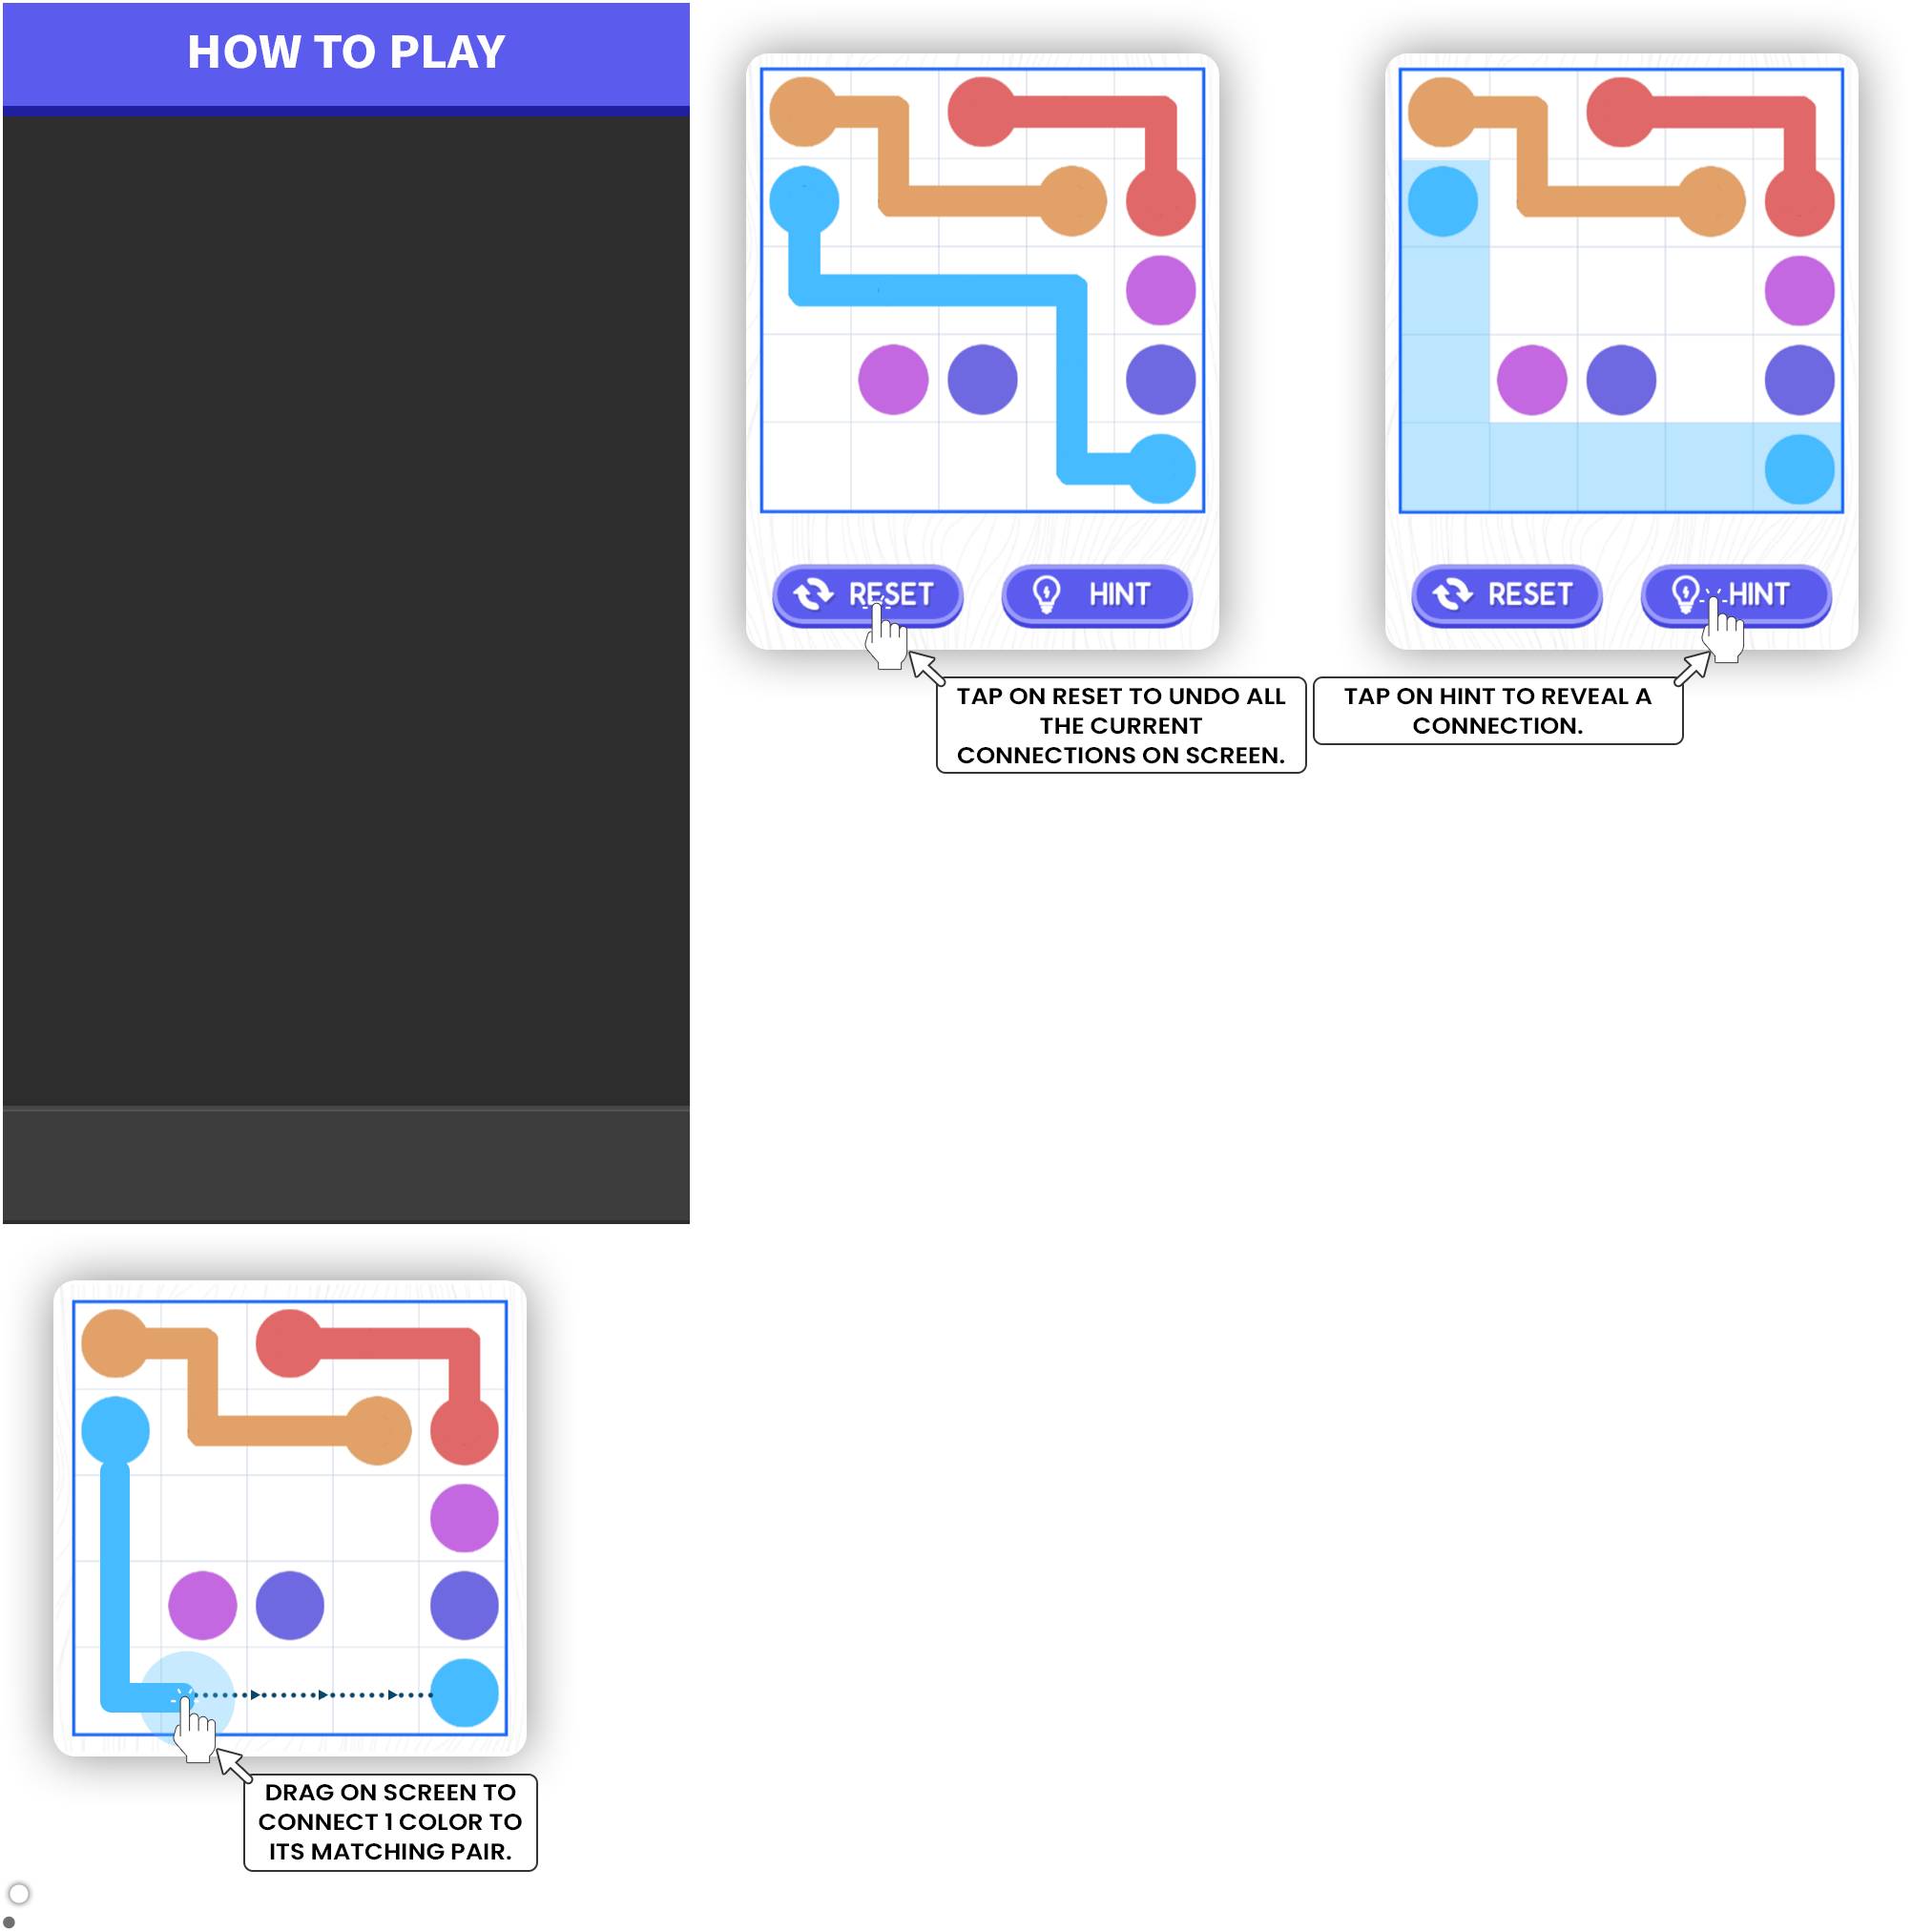 HOW TO PLAY
RESET
HINT
TAP ON RESET TO UNDO ALL
THE CURRENT
CONNECTIONS ON SCREEN.
RESET
HINT
TAP ON HINT TO REVEAL A
CONNECTION.
DRAG ON SCREEN TO
CONNECT 1 COLOR TO
ITS MATCHING PAIR.